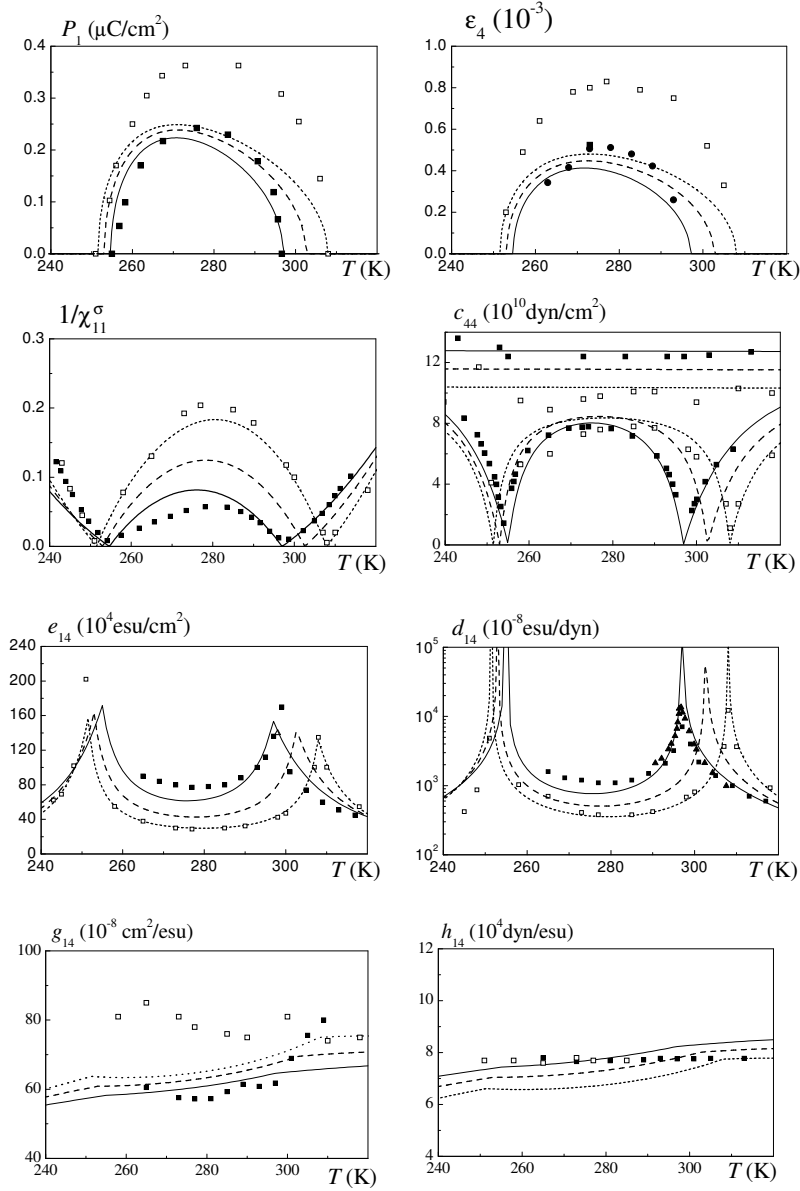 P₁ (μC/cm²)
0.4
0.3
0.2
0.1
0.0
240 260 280 300 T (K)
ε₄ (10⁻³)
1.0
0.8
0.6
0.4
0.2
0.0
240 260 280 300 T (K)
1/χ₁₁^σ
0.3
0.2
0.1
0.0
240 260 280 300 T (K)
c₄₄ (10¹⁰dyn/cm²)
12
8
4
0
240 260 280 300 T (K)
e₁₄ (10⁴esu/cm²)
240
200
160
120
80
40
0
240 260 280 300 T (K)
d₁₄ (10⁻⁸esu/dyn)
10⁵
10⁴
10³
10²
240 260 280 300 T (K)
g₁₄ (10⁻⁸ cm²/esu)
100
80
60
40
240 260 280 300 T (K)
h₁₄ (10⁴dyn/esu)
12
10
8
6
4
240 260 280 300 T (K)